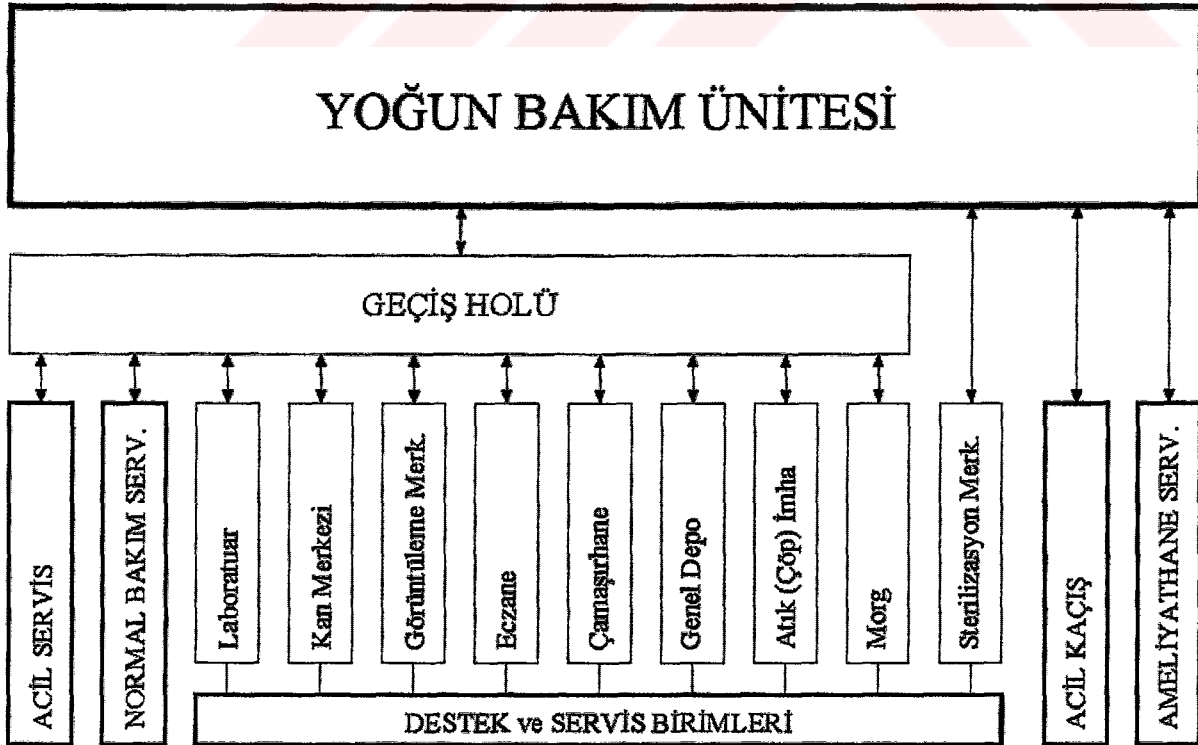 YOĞUN BAKIM ÜNİTESİ
GEÇİŞ HOLÜ
ACİL SERVİS
NORMAL BAKIM SERV.
Laboratuar
Kan Merkezi
Görüntüleme Merk.
Eczane
Çamaşırhane
Genel Depo
Atık (Çöp) İmha
Morg
Sterilizasyon Merk.
ACİL KAÇIŞ
AMELİYATHANE SERV.
DESTEK ve SERVİS BİRİMLERİ